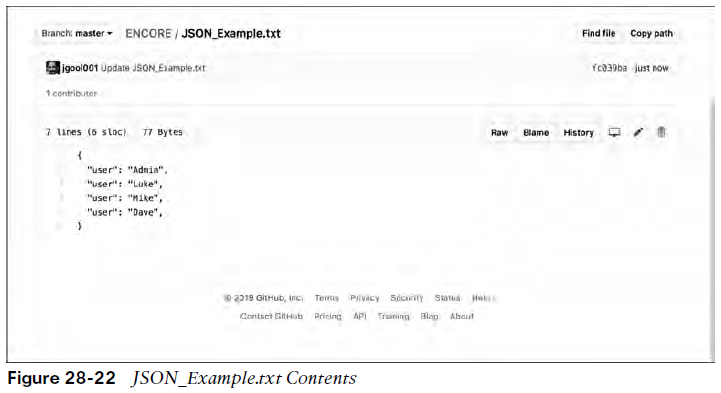 Branch: master ENCORE / JSON_Example.txt Find file Copy path
jgool001 Update JSON_Example.txt fc039ba just now
1 contributor
7 lines (6 sloc) 77 Bytes Raw Blame History
{
"user": "Admin",
"user": "Luke",
"user": "Mike",
"user": "Dave",
}
© 2019 GitHub, Inc. Terms Privacy Security Status Help
Contact GitHub Pricing API Training Blog About
Figure 28-22 JSON_Example.txt Contents